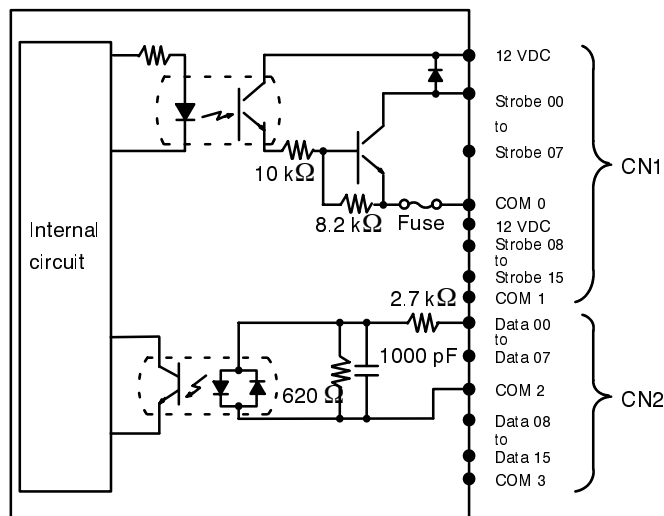 12 VDC
Strobe 00
to
Strobe 07
CN1
10 kΩ
8.2 kΩ
Fuse
COM 0
12 VDC
Strobe 08
to
Strobe 15
COM 1
Internal
circuit
2.7 kΩ
Data 00
to
Data 07
1000 pF
620 Ω
COM 2
CN2
Data 08
to
Data 15
COM 3